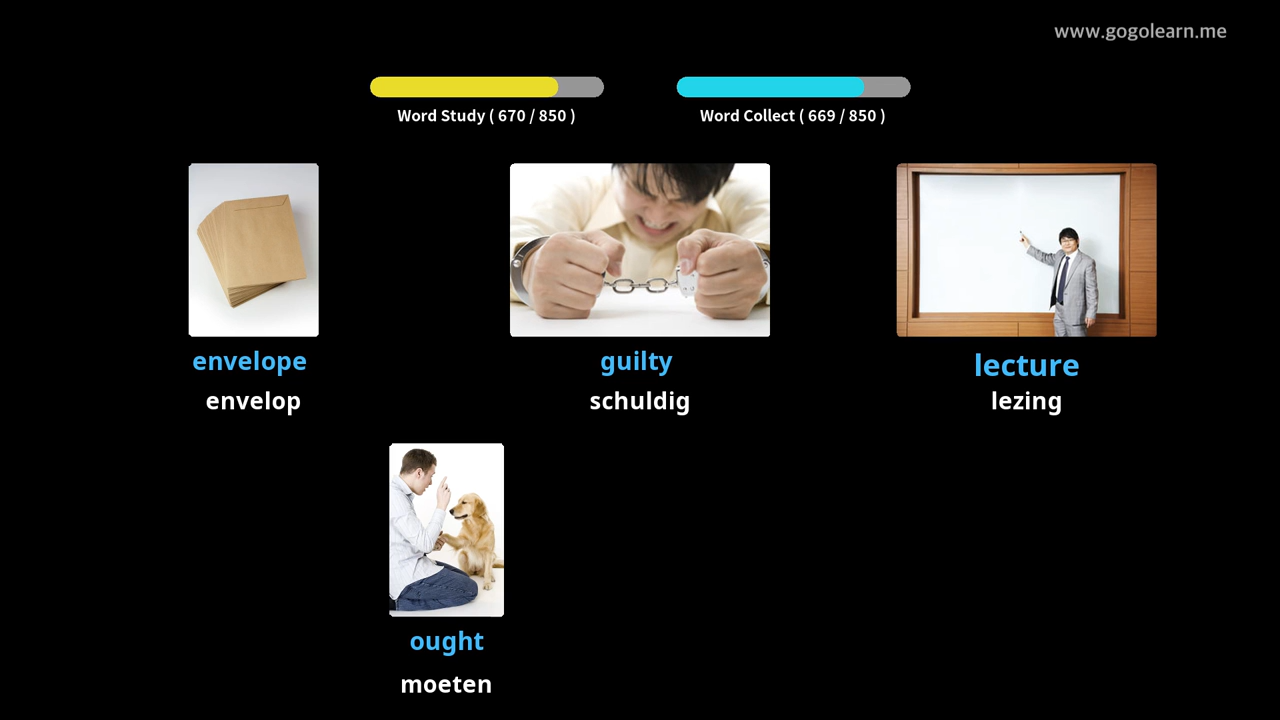 www.gogolearn.me
Word Study ( 670 / 850 )
Word Collect ( 669 / 850 )
envelope
envelop
guilty
schuldig
lecture
lezing
ought
moeten